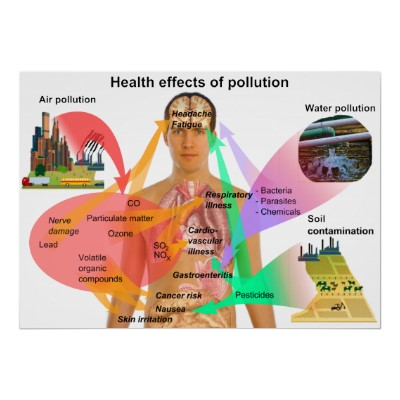 Health effects of pollution
Air pollution
Water pollution
Headache
Fatigue
- Bacteria
- Parasites
- Chemicals
Respiratory
illness
CO
Particulate matter
Nerve
damage
Ozone
Lead
Cardio-
vascular
illness
SO₂
NOₓ
Volatile
organic
compounds
Soil
contamination
Gastroenteritis
Cancer risk
Pesticides
Nausea
Skin irritation